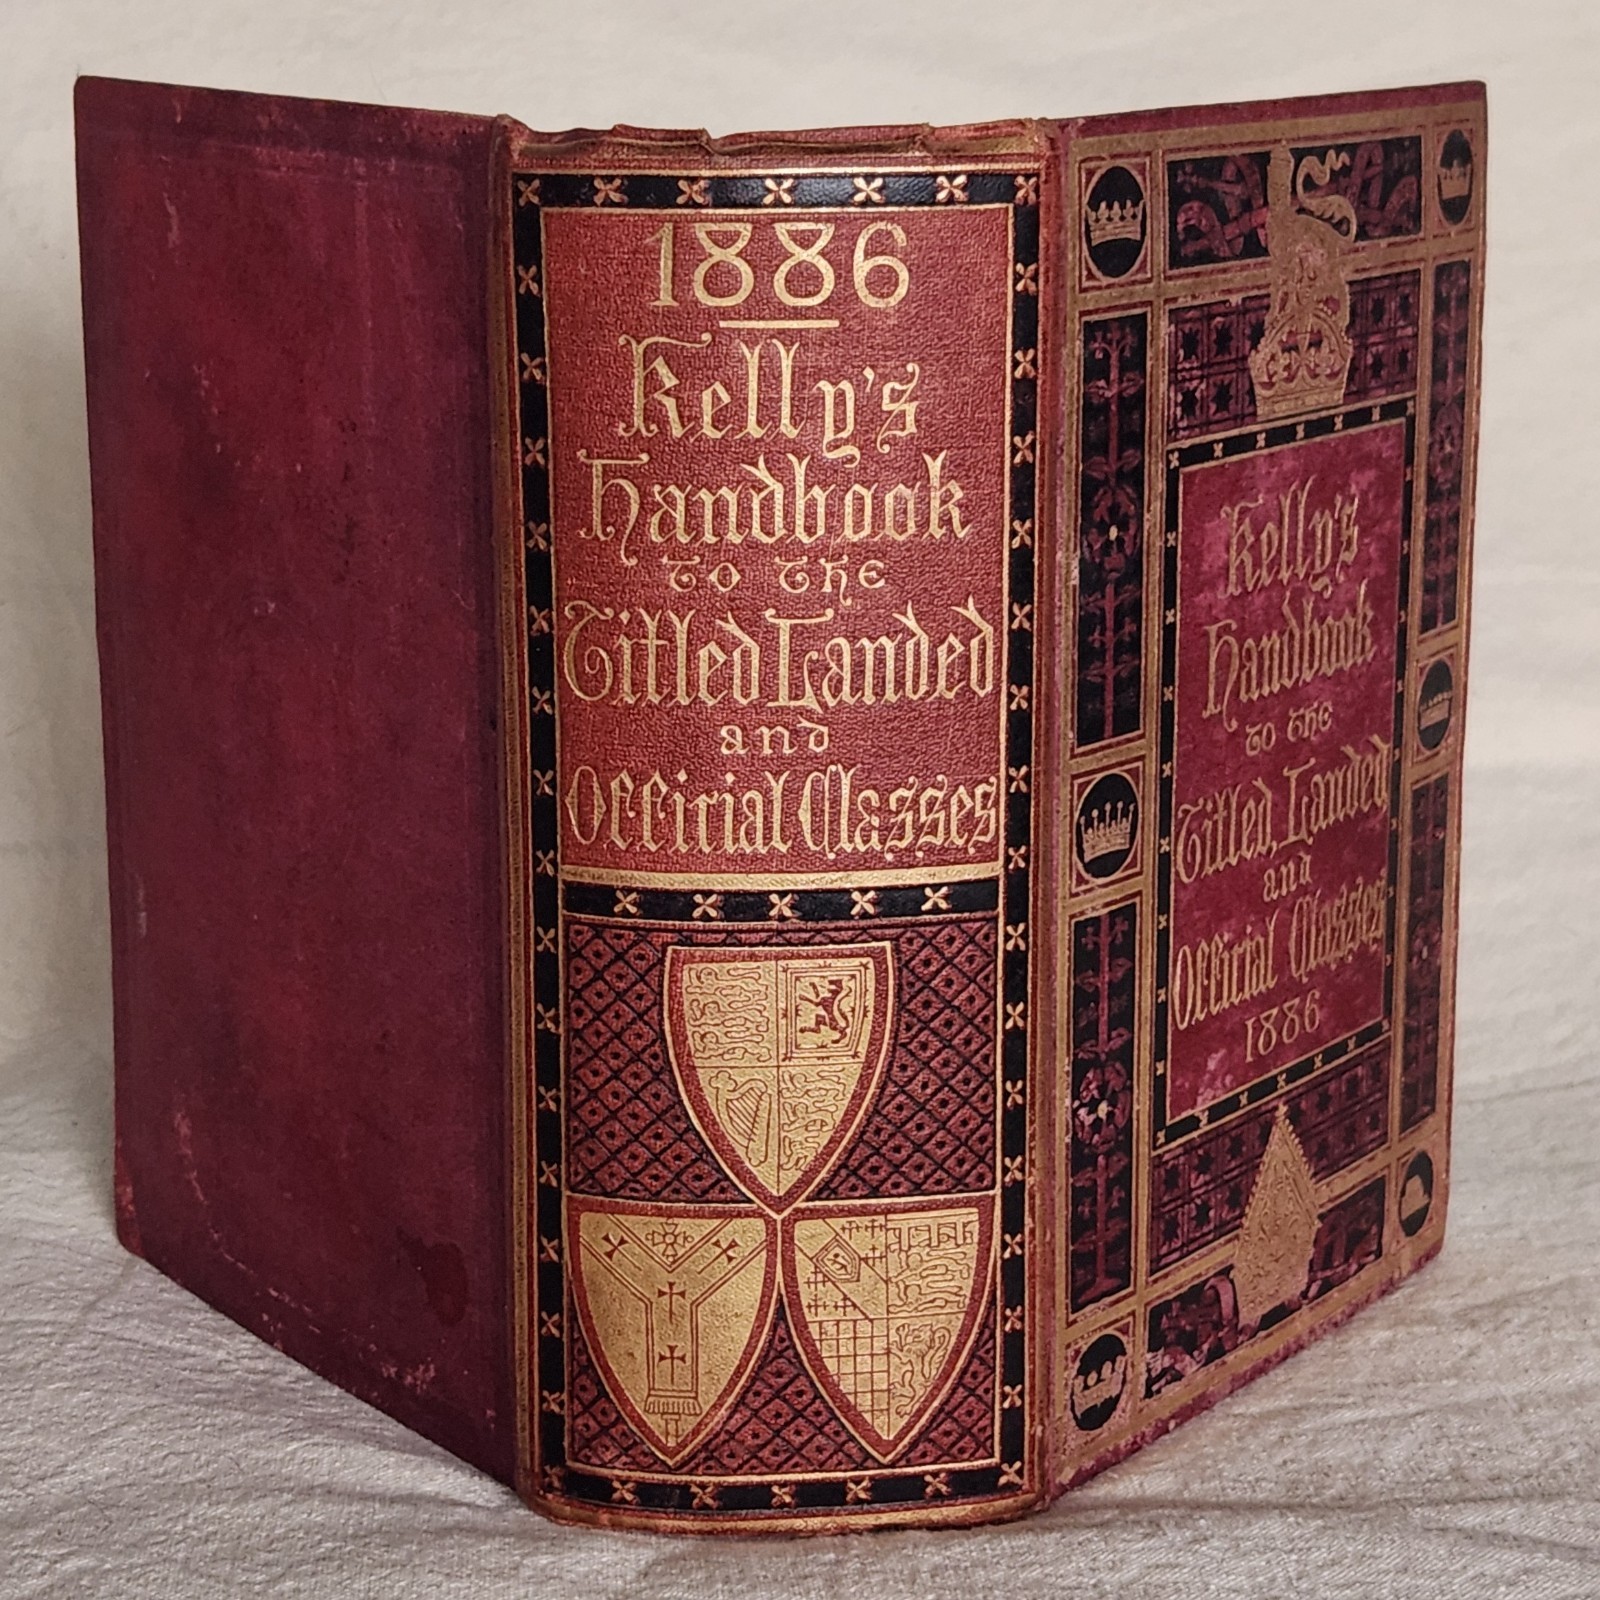 1886
Kelly's
Handbook
to the
Titled Landed
and
Official Classes
Kelly's
Handbook
to the
Titled, Landed
and
Official Classes
1886